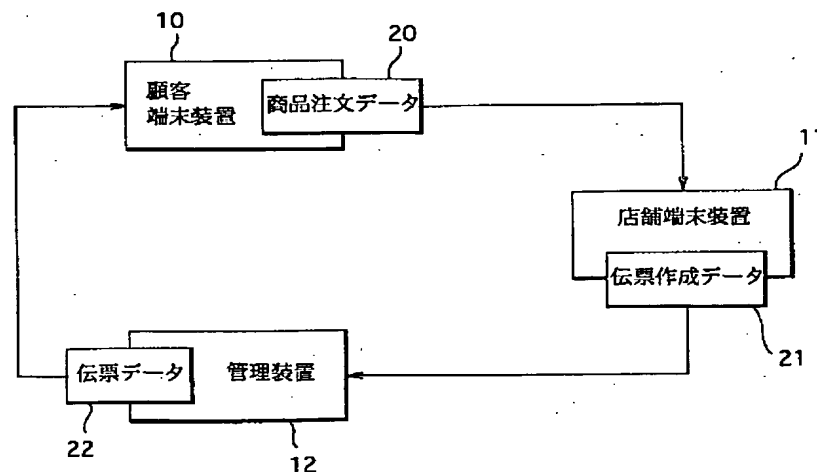 10
20
顧客
端末装置
商品注文データ
11
店舗端末装置
伝票作成データ
21
伝票データ
管理装置
22
12